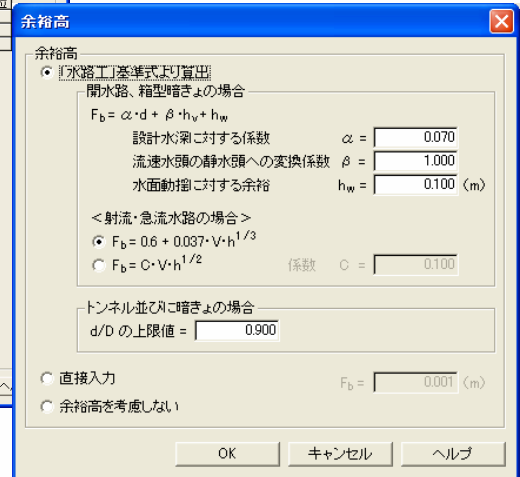 余裕高
余裕高
「水路工」基準式より算出
開水路、箱型暗きょの場合
Fb = α・d + β・hv + hw
設計水深に対する係数 α = 0.070
流速水頭の静水頭への変換係数 β = 1.000
水面動揺に対する余裕 hw = 0.100 (m)
<射流・急流水路の場合>
Fb = 0.6 + 0.037・V・h1/3
Fb = C・V・h1/2 係数 C = 0.100
トンネル並びに暗きょの場合
d/D の上限値 = 0.900
直接入力 Fb = 0.001 (m)
余裕高を考慮しない
OK キャンセル ヘルプ